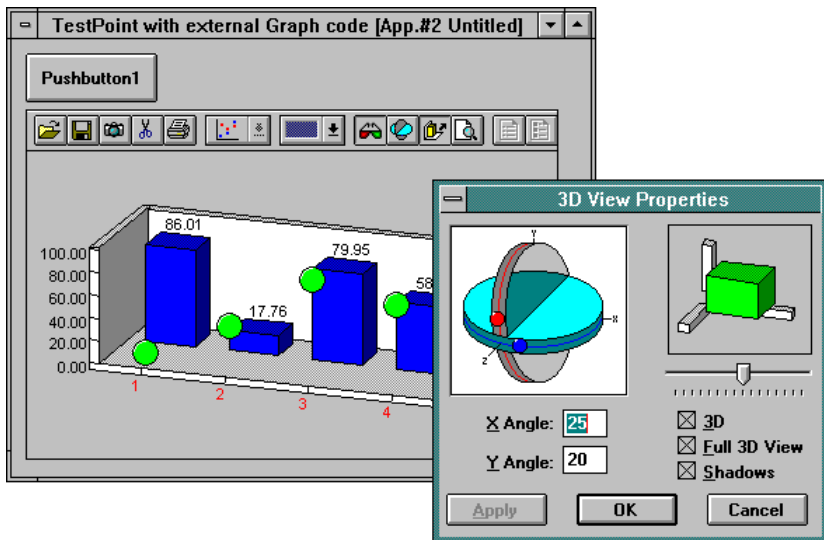 TestPoint with external Graph code [App.#2 Untitled]
Pushbutton1
86.01
17.76
79.95
58
100.00
80.00
60.00
40.00
20.00
0.00
1
2
3
4
3D View Properties
Y
X
Z
X Angle: 25
Y Angle: 20
3D
Full 3D View
Shadows
Apply
OK
Cancel